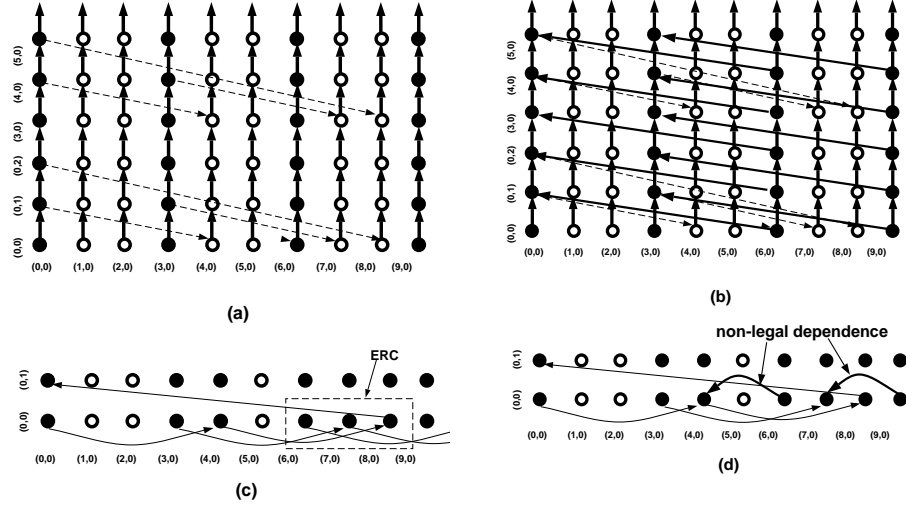 (5,0)
(4,0)
(3,0)
(0,2)
(0,1)
(0,0)
(0,0) (1,0) (2,0) (3,0) (4,0) (5,0) (6,0) (7,0) (8,0) (9,0)
(a)
(5,0)
(4,0)
(3,0)
(0,2)
(0,1)
(0,0)
(0,0) (1,0) (2,0) (3,0) (4,0) (5,0) (6,0) (7,0) (8,0) (9,0)
(b)
ERC
(0,1)
(0,0)
(0,0) (1,0) (2,0) (3,0) (4,0) (5,0) (6,0) (7,0) (8,0) (9,0)
(c)
non-legal dependence
(0,1)
(0,0)
(0,0) (1,0) (2,0) (3,0) (4,0) (5,0) (6,0) (7,0) (8,0) (9,0)
(d)